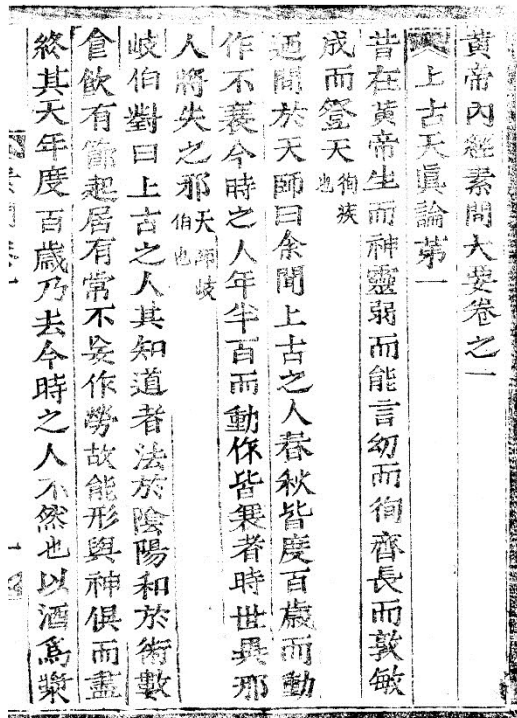 黃帝內經素問大要卷之一
上古天眞論第一
昔在黃帝生而神靈弱而能言幼而徇齊長而敦敏
成而登天徇疾也
迺問於天師曰余聞上古之人春秋皆度百歲而動
作不衰今時之人年半百而動作皆衰者時世異邪
人將失之邪天師岐伯也
岐伯對曰上古之人其知道者法於陰陽和於術數
食飮有節起居有常不妄作勞故能形與神俱而盡
終其天年度百歲乃去今時之人不然也以酒爲漿